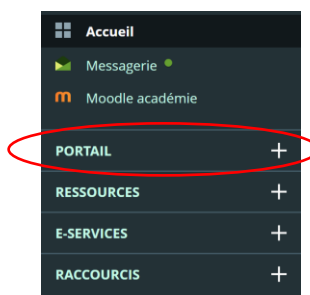 Accueil
Messagerie
Moodle académie
PORTAIL +
RESSOURCES +
E-SERVICES +
RACCOURCIS +